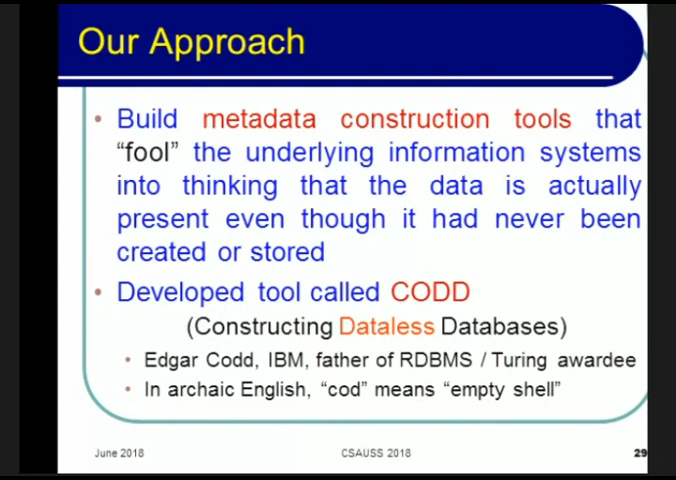 Our Approach
• Build metadata construction tools that
“fool” the underlying information systems
into thinking that the data is actually
present even though it had never been
created or stored
• Developed tool called CODD
(Constructing Dataless Databases)
• Edgar Codd, IBM, father of RDBMS / Turing awardee
• In archaic English, “cod” means “empty shell”
June 2018 CSAUSS 2018 29